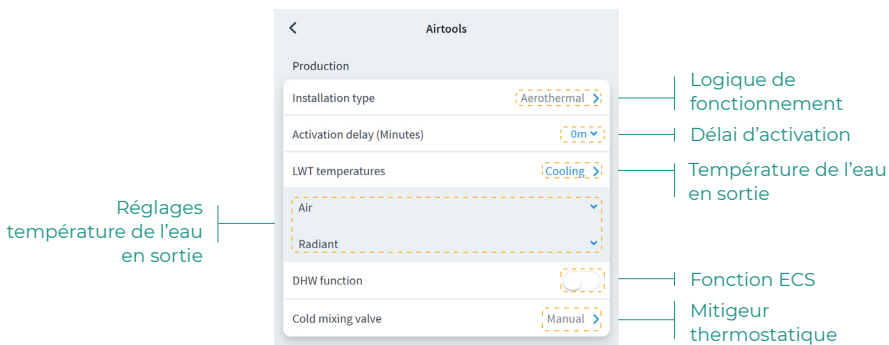 Airtools
Production
Installation type
Aerothermal
Logique de
fonctionnement
Activation delay (Minutes)
0m
Délai d’activation
LWT temperatures
Cooling
Température de l’eau
en sortie
Réglages
température de l’eau
en sortie
Air
Radiant
DHW function
Fonction ECS
Cold mixing valve
Manual
Mitigeur
thermostatique